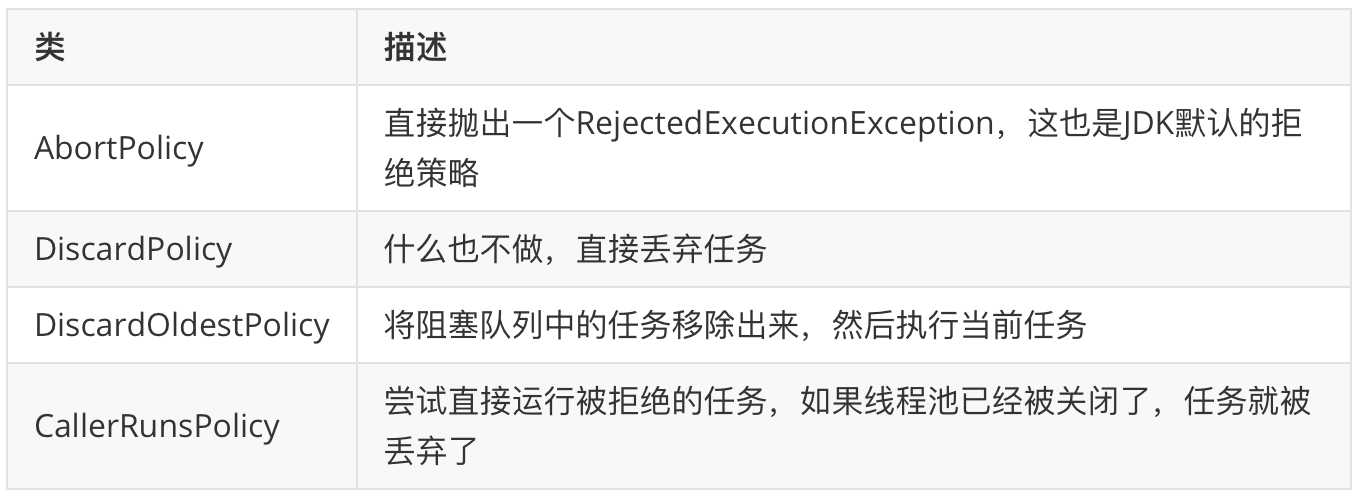 类 描述
AbortPolicy 直接抛出一个RejectedExecutionException，这也是JDK默认的拒
绝策略
DiscardPolicy 什么也不做，直接丢弃任务
DiscardOldestPolicy 将阻塞队列中的任务移除出来，然后执行当前任务
CallerRunsPolicy 尝试直接运行被拒绝的任务，如果线程池已经被关闭了，任务就被
丢弃了